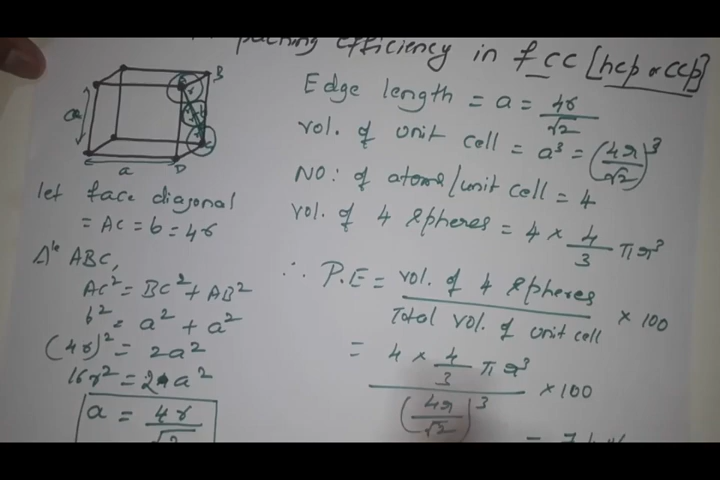 packing efficiency in fcc [hcp or ccp]
B
a
a
D
let face diagonal
= AC = b = 4r
Δle ABC,
AC² = BC² + AB²
b² = a² + a²
(4r)² = 2a²
16r² = 2a²
a = 4r/√2
Edge length = a = 4r/√2
vol. of unit cell = a³ = (4r/√2)³
NO: of atoms/unit cell = 4
vol. of 4 spheres = 4 × 4/3 πr³
∴ P.E = vol. of 4 spheres / Total vol. of unit cell × 100
= 4 × 4/3 πr³ / (4r/√2)³ × 100